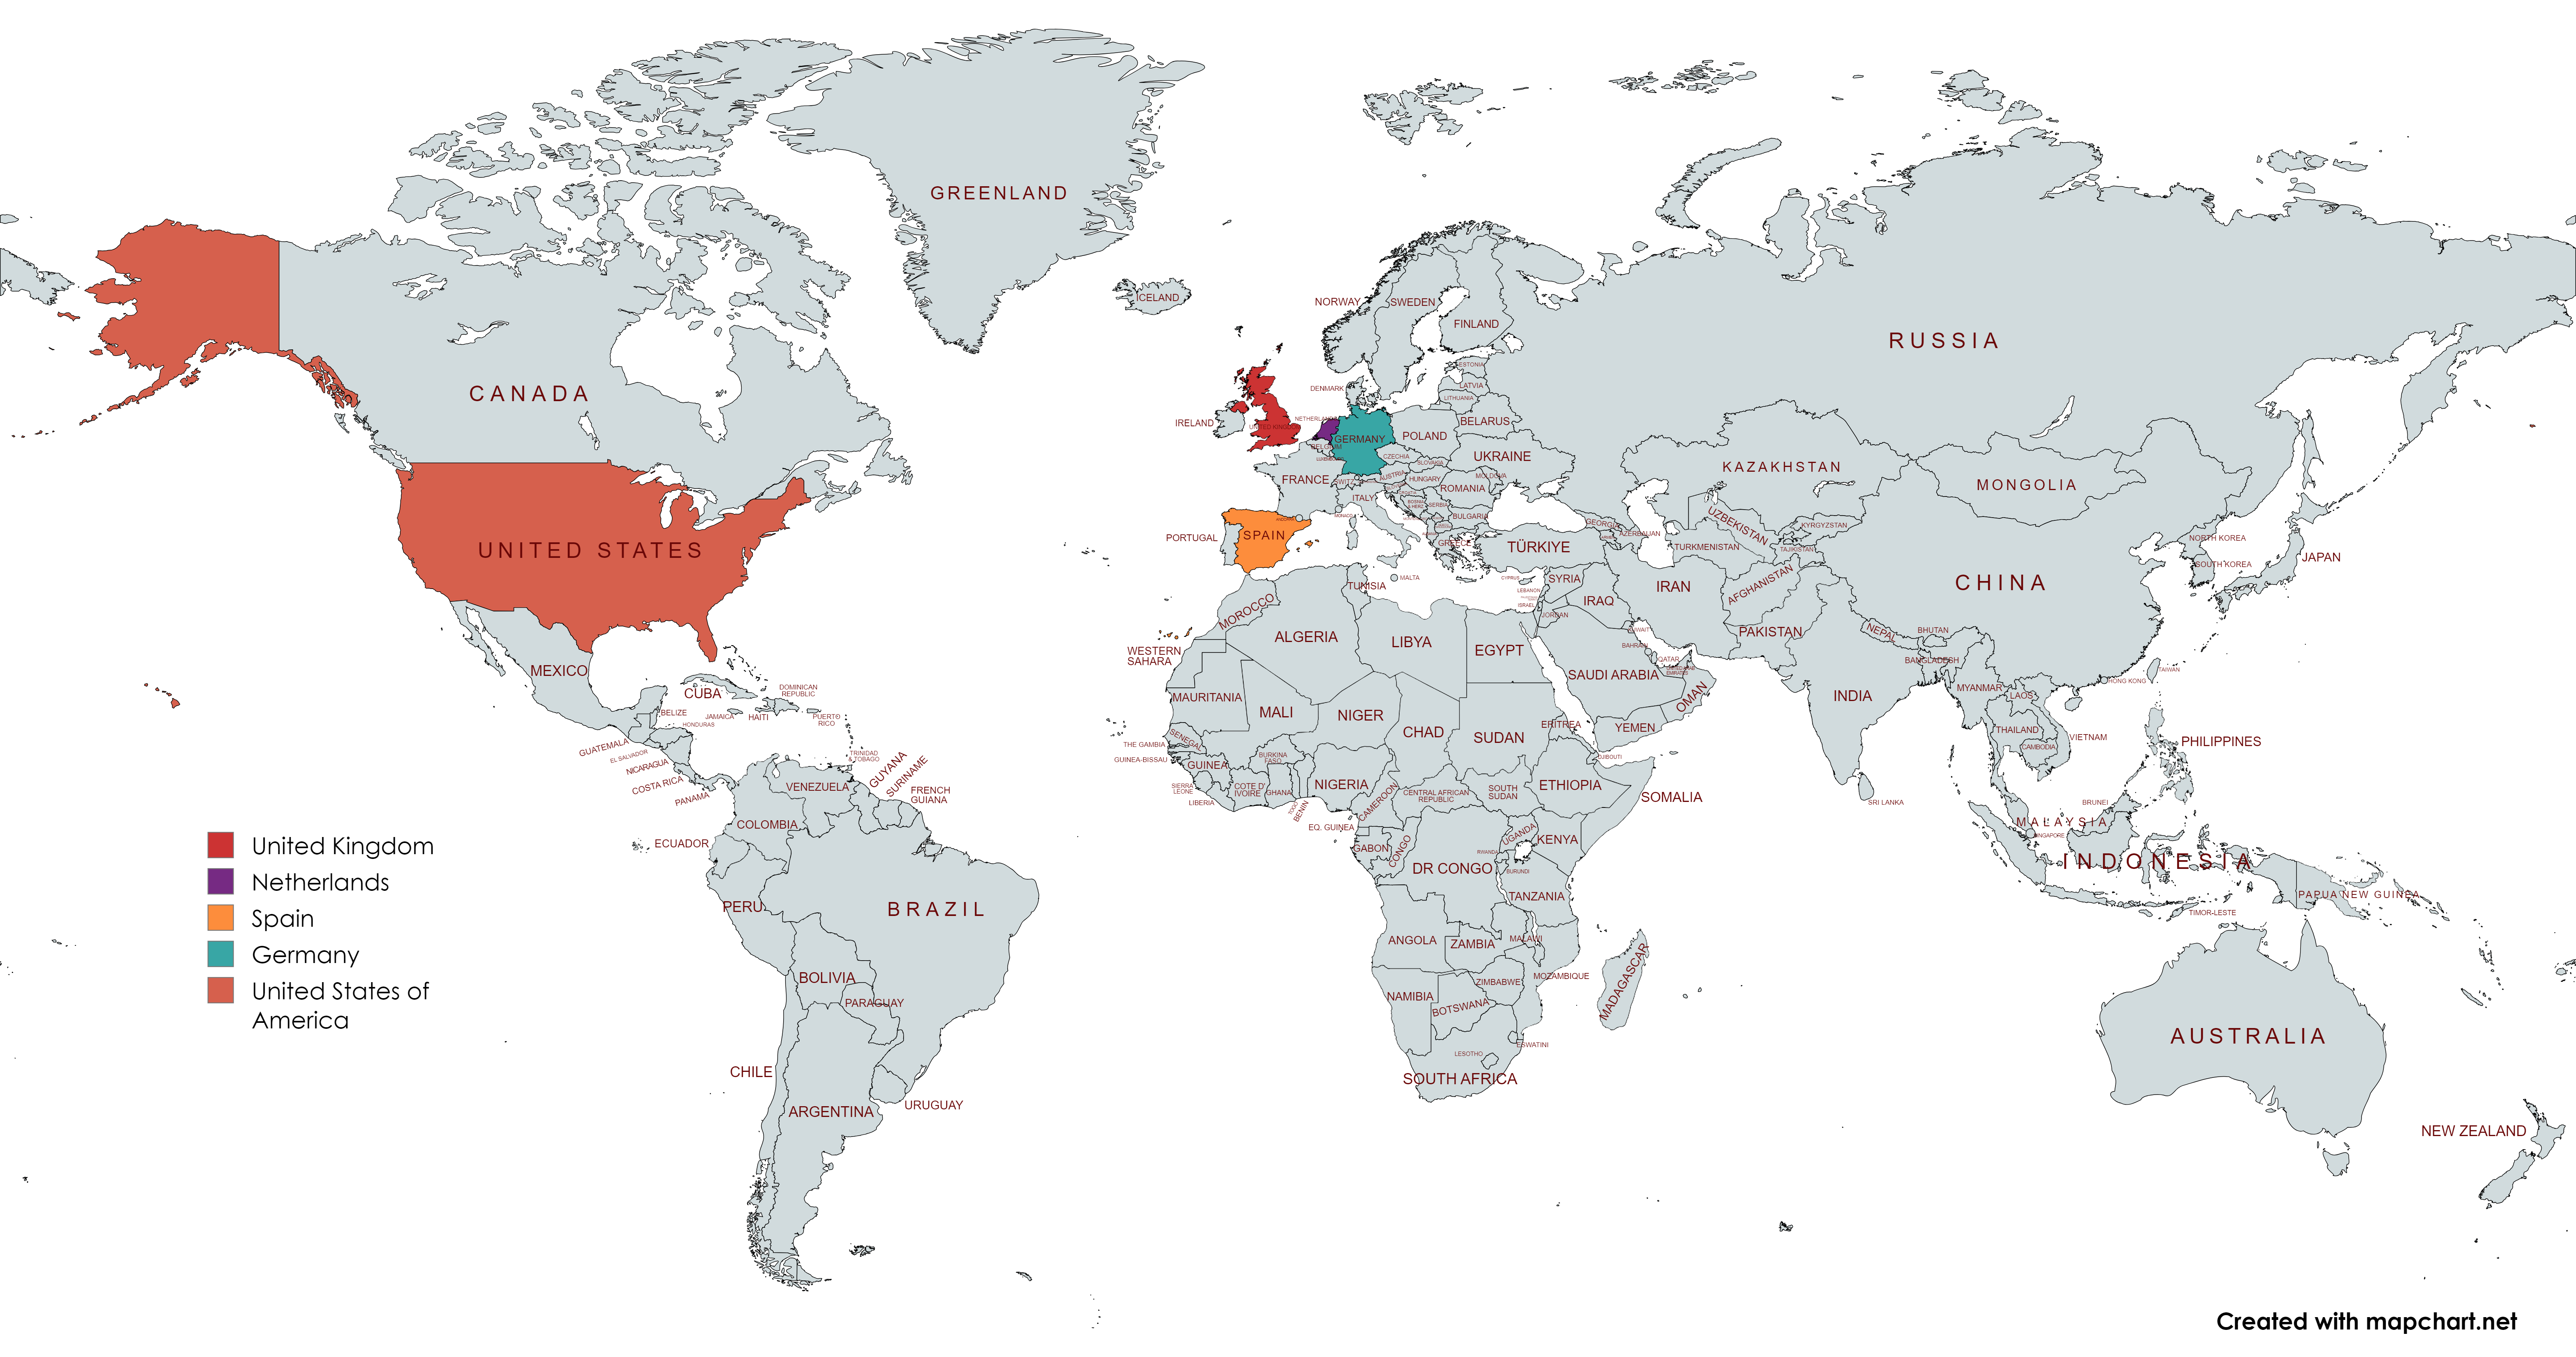 GREENLAND
ICELAND
NORWAY
SWEDEN
FINLAND
RUSSIA
CANADA
ESTONIA
LATVIA
LITHUANIA
DENMARK
IRELAND
UNITED KINGDOM
NETHERLANDS
BELGIUM
GERMANY
POLAND
BELARUS
UKRAINE
CZECHIA
SLOVAKIA
AUSTRIA
HUNGARY
MOLDOVA
FRANCE
ROMANIA
ITALY
SERBIA
BULGARIA
MONACO
ANDORRA
PORTUGAL
SPAIN
GREECE
TÜRKIYE
GEORGIA
AZERBAIJAN
KAZAKHSTAN
MONGOLIA
UZBEKISTAN
KYRGYZSTAN
TURKMENISTAN
TAJIKISTAN
NORTH KOREA
SOUTH KOREA
JAPAN
CHINA
UNITED STATES
MALTA
TUNISIA
CYPRUS
LEBANON
ISRAEL
SYRIA
IRAQ
IRAN
AFGHANISTAN
JORDAN
KUWAIT
PAKISTAN
NEPAL
BHUTAN
MOROCCO
ALGERIA
LIBYA
EGYPT
WESTERN
SAHARA
BAHRAIN
QATAR
UNITED ARAB
EMIRATES
SAUDI ARABIA
OMAN
YEMEN
INDIA
BANGLADESH
MYANMAR
LAOS
HONG KONG
TAIWAN
THAILAND
VIETNAM
CAMBODIA
PHILIPPINES
MEXICO
CUBA
DOMINICAN
REPUBLIC
BELIZE
HONDURAS
JAMAICA
HAITI
PUERTO
RICO
GUATEMALA
EL SALVADOR
NICARAGUA
COSTA RICA
PANAMA
TRINIDAD
& TOBAGO
VENEZUELA
GUYANA
SURINAME
FRENCH
GUIANA
COLOMBIA
ECUADOR
MAURITANIA
MALI
NIGER
CHAD
SUDAN
ERITREA
DJIBOUTI
SENEGAL
THE GAMBIA
GUINEA-BISSAU
GUINEA
SIERRA
LEONE
LIBERIA
COTE D'
IVOIRE
BURKINA
FASO
GHANA
TOGO
BENIN
NIGERIA
CAMEROON
CENTRAL AFRICAN
REPUBLIC
SOUTH
SUDAN
ETHIOPIA
SOMALIA
SRI LANKA
BRUNEI
MALAYSIA
SINGAPORE
INDONESIA
PAPUA NEW GUINEA
TIMOR-LESTE
EQ. GUINEA
GABON
CONGO
DR CONGO
UGANDA
KENYA
RWANDA
BURUNDI
TANZANIA
PERU
BRAZIL
BOLIVIA
PARAGUAY
CHILE
ARGENTINA
URUGUAY
ANGOLA
ZAMBIA
MALAWI
MOZAMBIQUE
ZIMBABWE
NAMIBIA
BOTSWANA
MADAGASCAR
ESWATINI
LESOTHO
SOUTH AFRICA
AUSTRALIA
NEW ZEALAND
United Kingdom
Netherlands
Spain
Germany
United States of
America
Created with mapchart.net